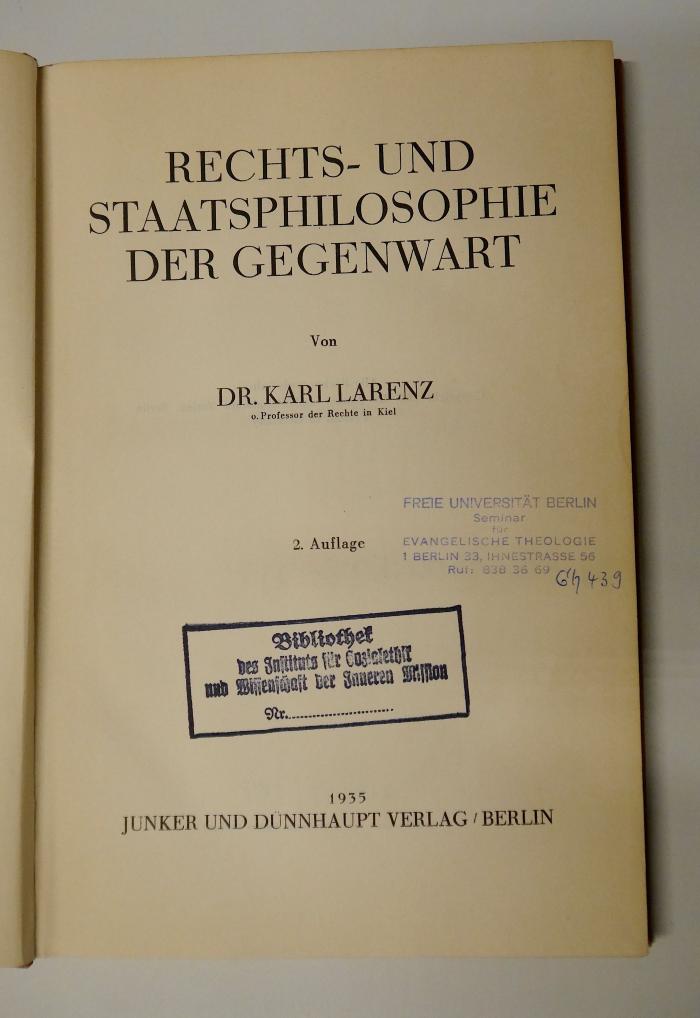 RECHTS- UND
STAATSPHILOSOPHIE
DER GEGENWART
Von
DR. KARL LARENZ
o. Professor der Rechte in Kiel
2. Auflage
FREIE UNIVERSITÄT BERLIN
Seminar
für
EVANGELISCHE THEOLOGIE
1 BERLIN 33, IHNESTRASSE 56
Ruf: 838 36 69
Gh 439
Bibliothek
des Instituts für Sozialethik
und Wissenschaft der Inneren Mission
Nr.
1935
JUNKER UND DÜNNHAUPT VERLAG / BERLIN